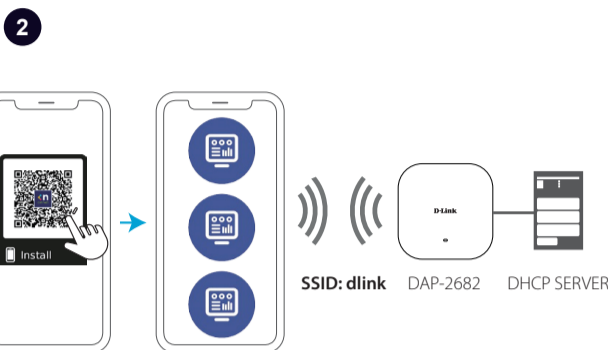 2
n
Install
D-Link
SSID: dlink
DAP-2682
DHCP SERVER